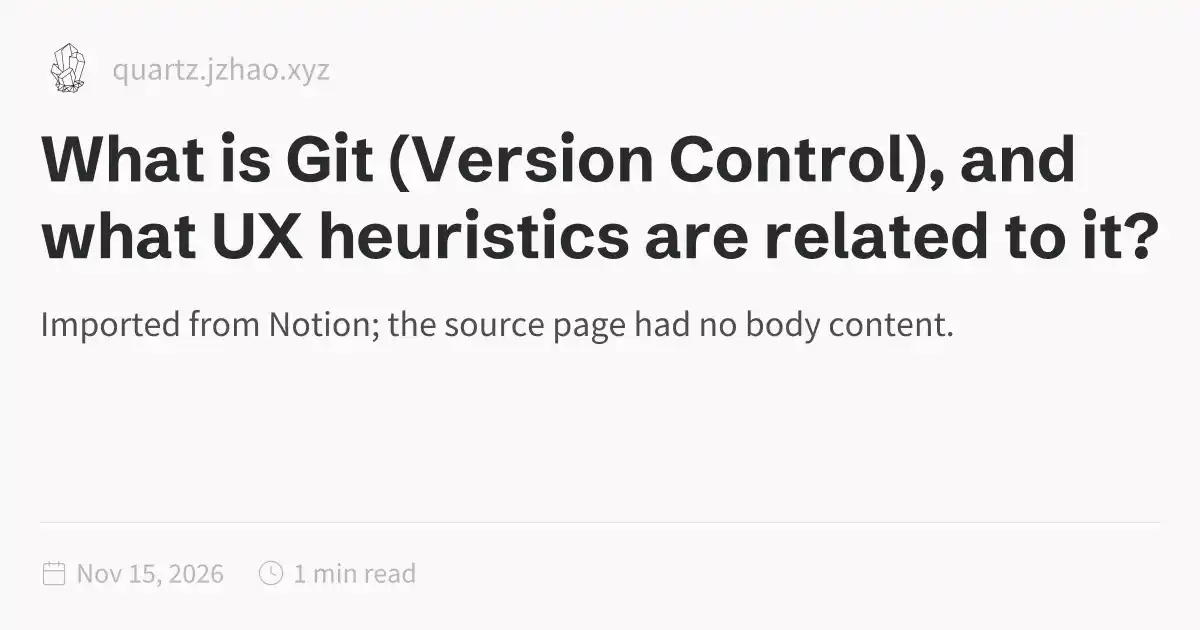 quartz.jzhao.xyz
What is Git (Version Control), and
what UX heuristics are related to it?
Imported from Notion; the source page had no body content.
Nov 15, 2026 1 min read